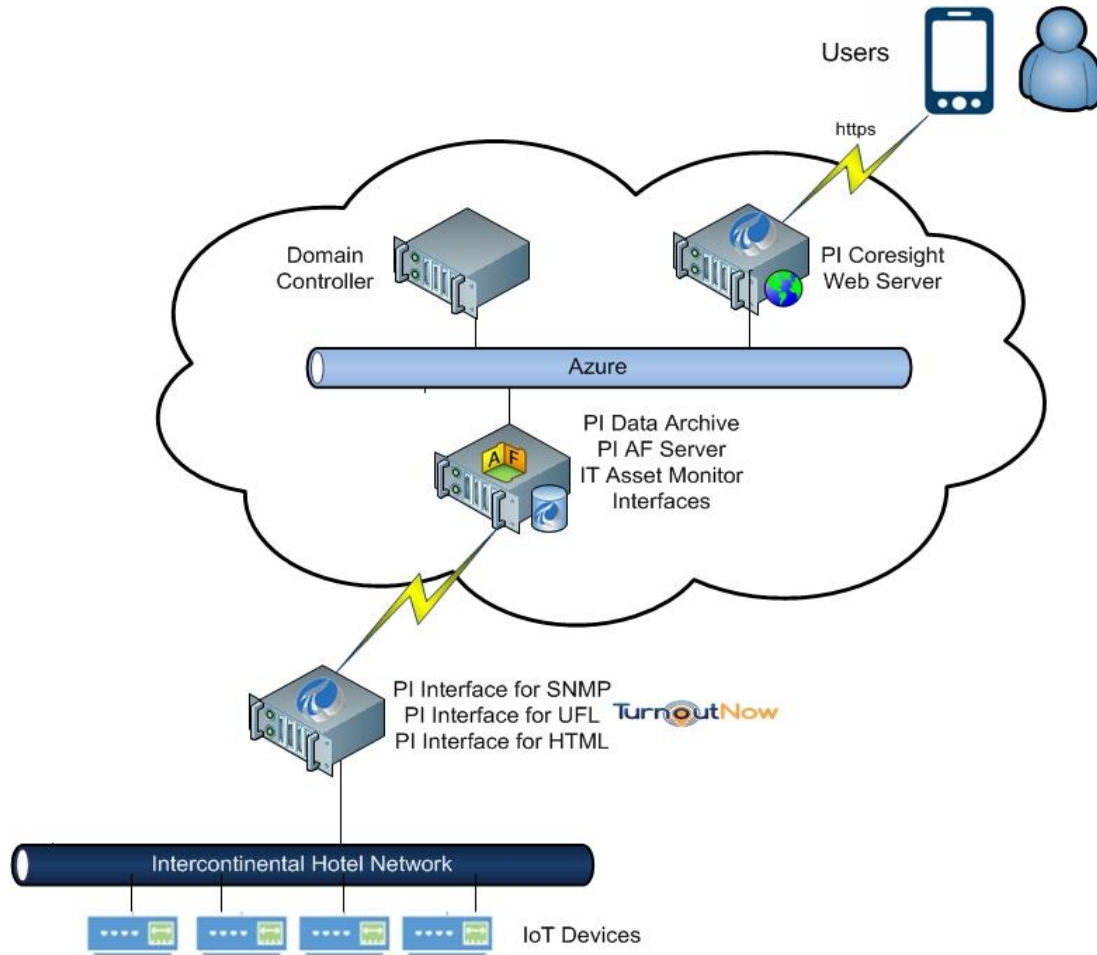 Users
https
Domain
Controller
PI Coresight
Web Server
Azure
PI Data Archive
PI AF Server
IT Asset Monitor
Interfaces
A F
PI Interface for SNMP
PI Interface for UFL
PI Interface for HTML
TurnoutNow
Intercontinental Hotel Network
IoT Devices